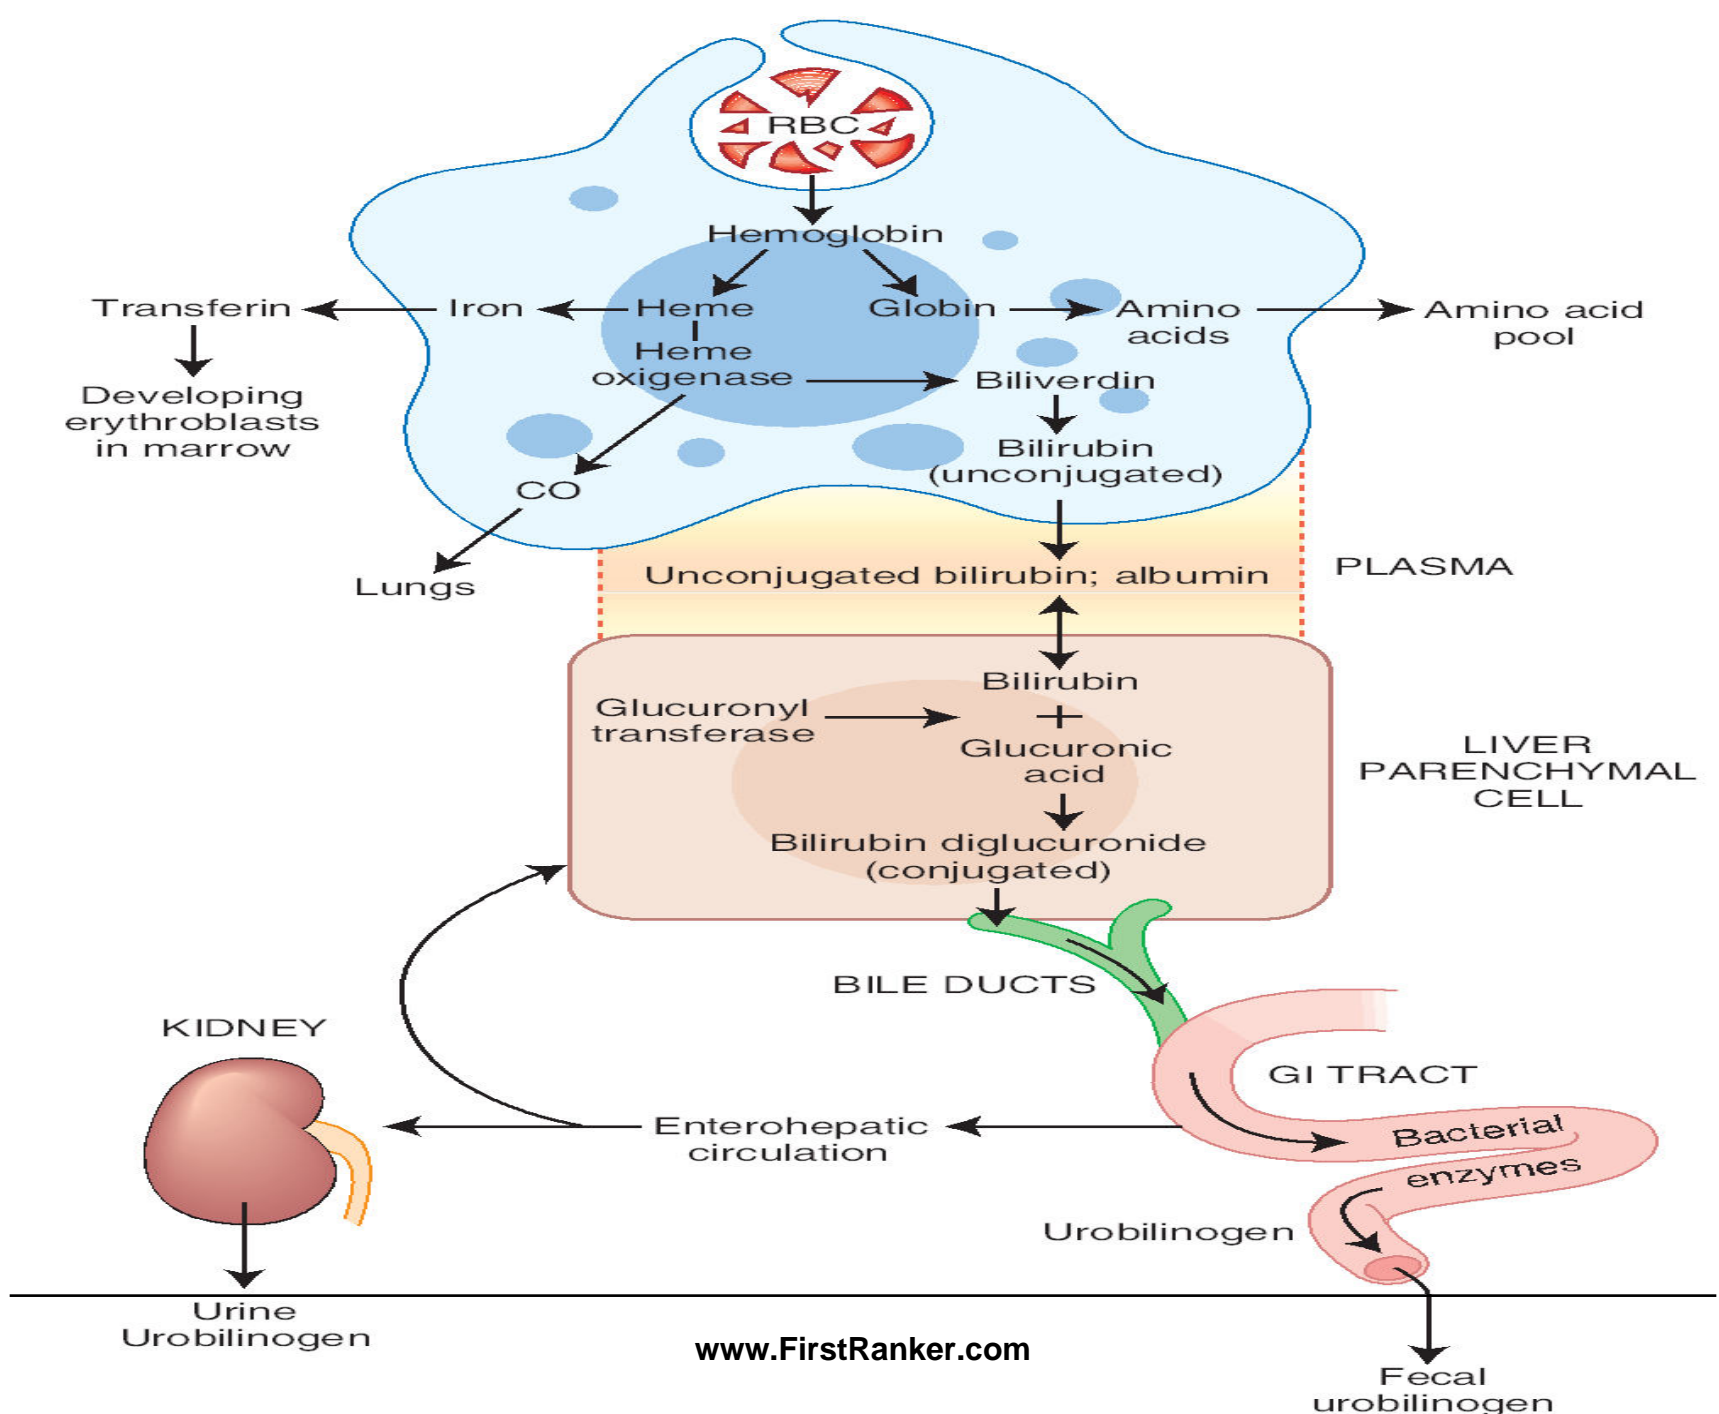 RBC
Hemoglobin
Transferin
Iron
Heme
Globin
Amino
acids
Amino acid
pool
Heme
oxigenase
Biliverdin
Developing
erythroblasts
in marrow
Bilirubin
(unconjugated)
CO
Lungs
Unconjugated bilirubin; albumin
PLASMA
Bilirubin
Glucuronyl
transferase
+
Glucuronic
acid
LIVER
PARENCHYMAL
CELL
Bilirubin diglucuronide
(conjugated)
BILE DUCTS
KIDNEY
GI TRACT
Enterohepatic
circulation
Bacterial
enzymes
Urobilinogen
Urine
Urobilinogen
www.FirstRanker.com
Fecal
urobilinogen